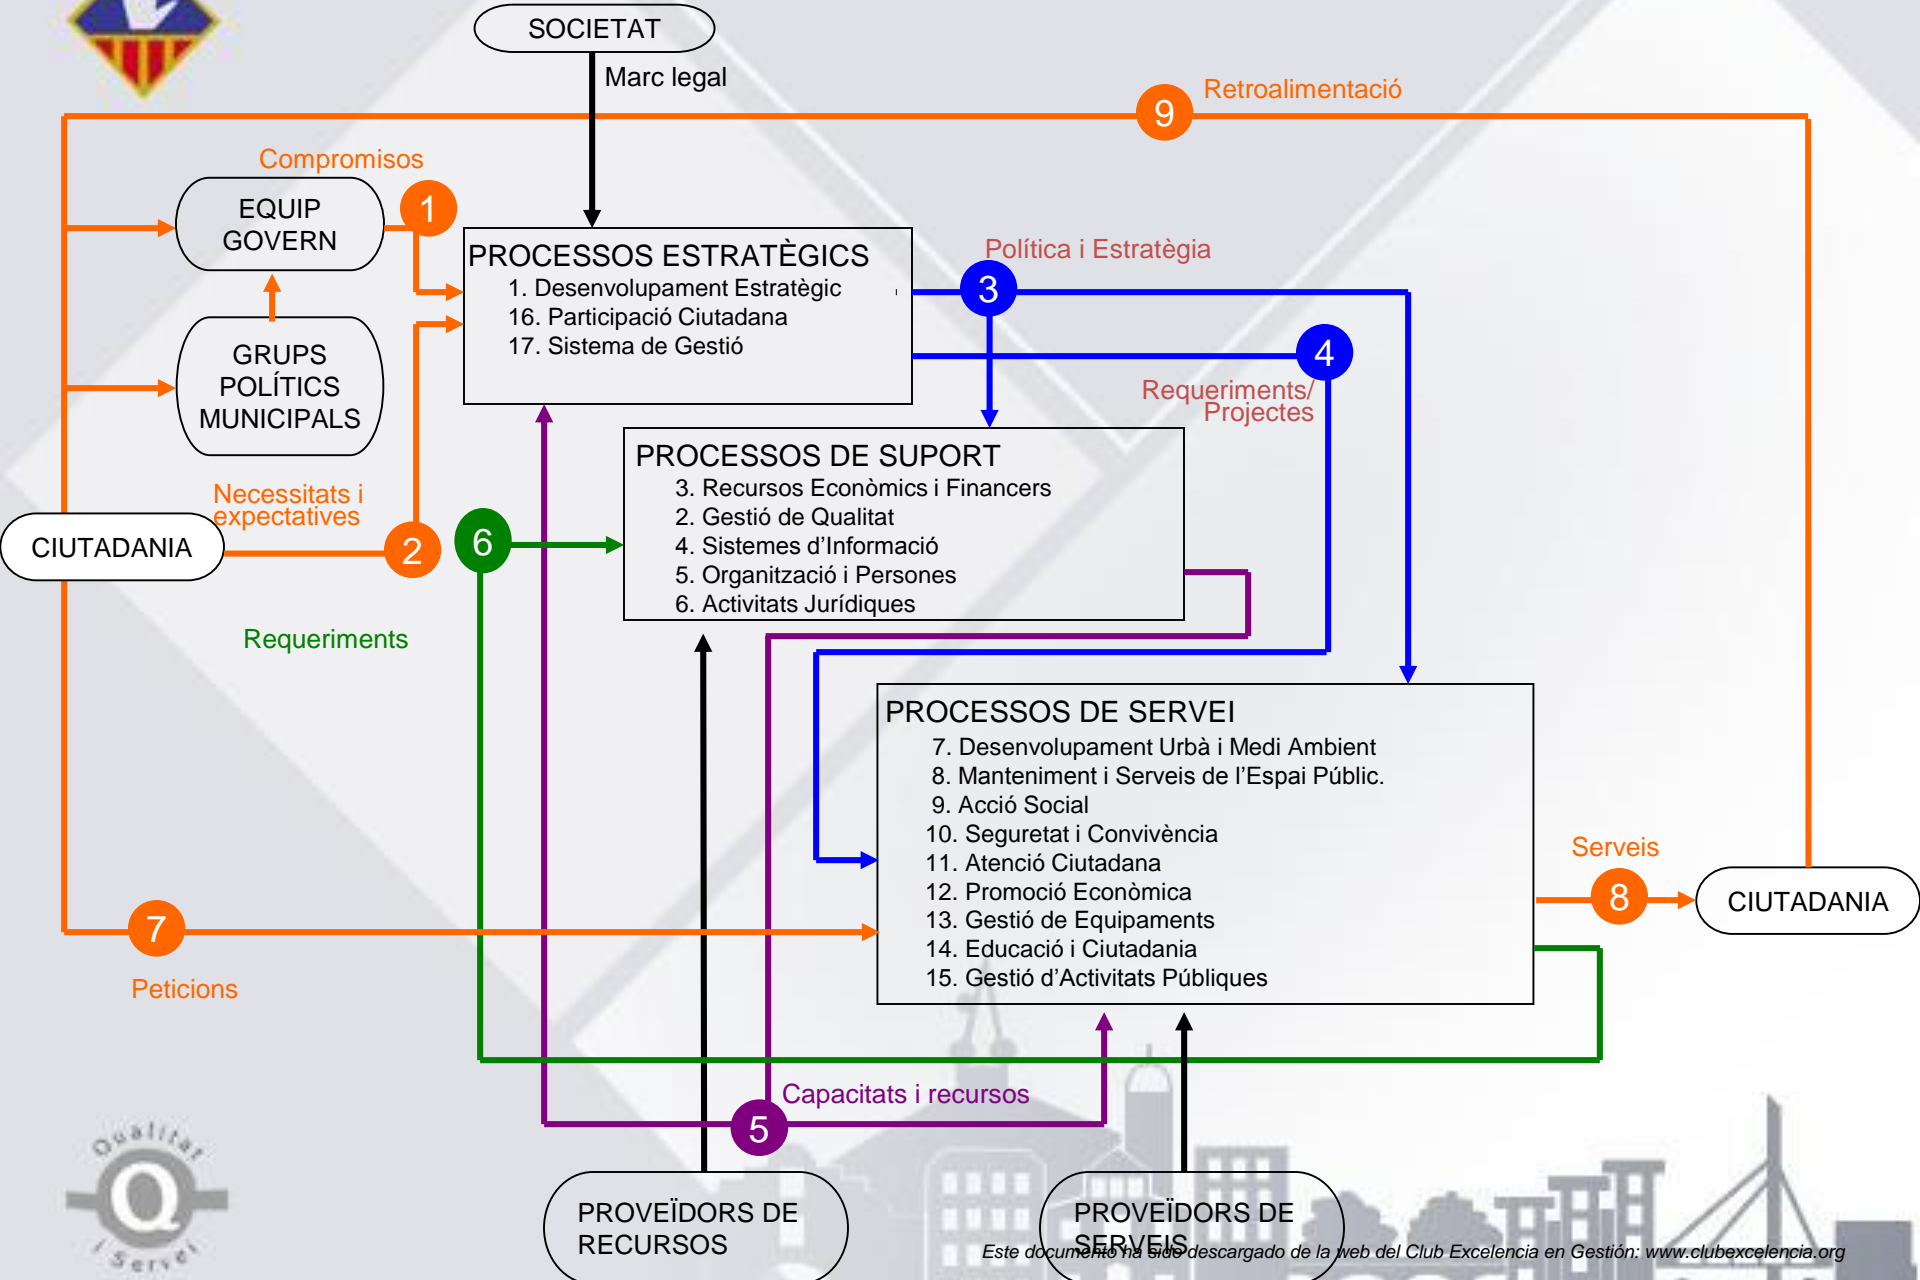 SOCIETAT
Marc legal
9
Retroalimentació
Compromisos
EQUIP
GOVERN
1
PROCESSOS ESTRATÈGICS
1. Desenvolupament Estratègic
16. Participació Ciutadana
17. Sistema de Gestió
Política i Estratègia
3
4
Requeriments/
Projectes
GRUPS
POLÍTICS
MUNICIPALS
Necessitats i
expectatives
CIUTADANIA
2
6
PROCESSOS DE SUPORT
3. Recursos Econòmics i Financers
2. Gestió de Qualitat
4. Sistemes d’Informació
5. Organització i Persones
6. Activitats Jurídiques
Requeriments
PROCESSOS DE SERVEI
7. Desenvolupament Urbà i Medi Ambient
8. Manteniment i Serveis de l’Espai Públic.
9. Acció Social
10. Seguretat i Convivència
11. Atenció Ciutadana
12. Promoció Econòmica
13. Gestió de Equipaments
14. Educació i Ciutadania
15. Gestió d’Activitats Públiques
Serveis
8
CIUTADANIA
7
Peticions
Capacitats i recursos
5
Qualitat
Q
i Servei
PROVEÏDORS DE
RECURSOS
PROVEÏDORS DE
SERVEIS
Este documento ha sido descargado de la web del Club Excelencia en Gestión: www.clubexcelencia.org